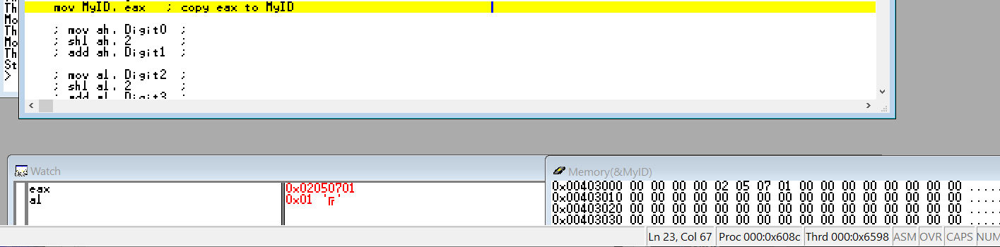 Th
mov MyID, eax   ; copy eax to MyID
Mo
Th
; mov ah, Digit0  ;
Mo
; shl ah, 2       ;
Th
; add ah, Digit1  ;
St
>
; mov al, Digit2  ;
; shl al, 2       ;
; add al, Digit3  ;
Watch
eax 0x02050701
al 0x01
Memory(&MyID)
0x00403000 00 00 00 00 02 05 07 01 00 00 00 00 00 00 00 00 .....
0x00403010 00 00 00 00 00 00 00 00 00 00 00 00 00 00 00 00 .....
0x00403020 00 00 00 00 00 00 00 00 00 00 00 00 00 00 00 00 .....
0x00403030 00 00 00 00 00 00 00 00 00 00 00 00 00 00 00 00 .....
Ln 23, Col 67 Proc 000:0x608c Thrd 000:0x6598 ASM OVR CAPS NUM